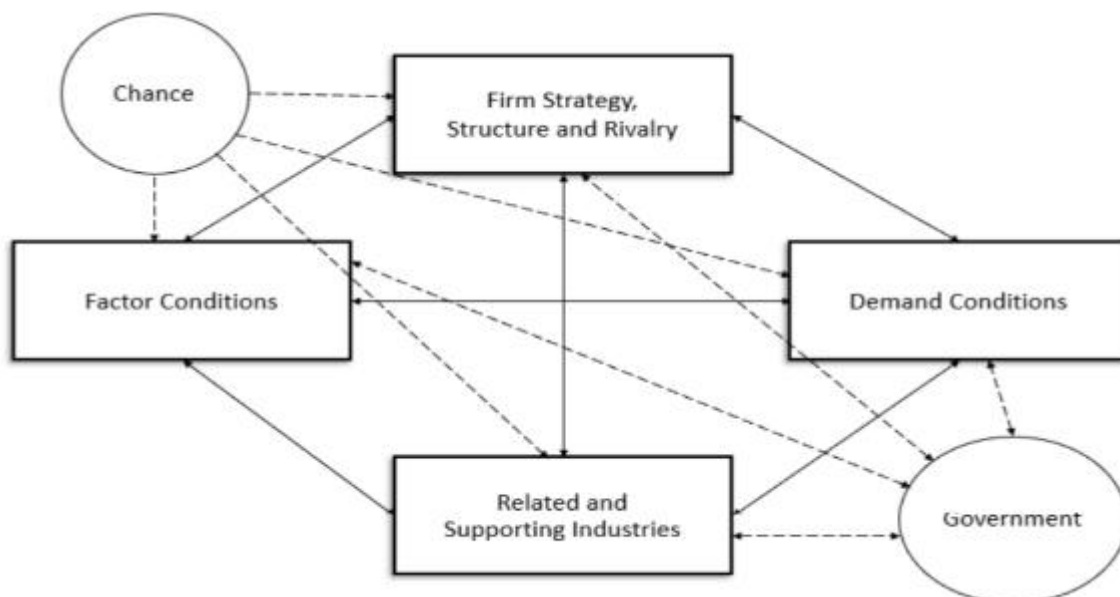 Chance
Firm Strategy,
Structure and Rivalry
Factor Conditions
Demand Conditions
Related and
Supporting Industries
Government